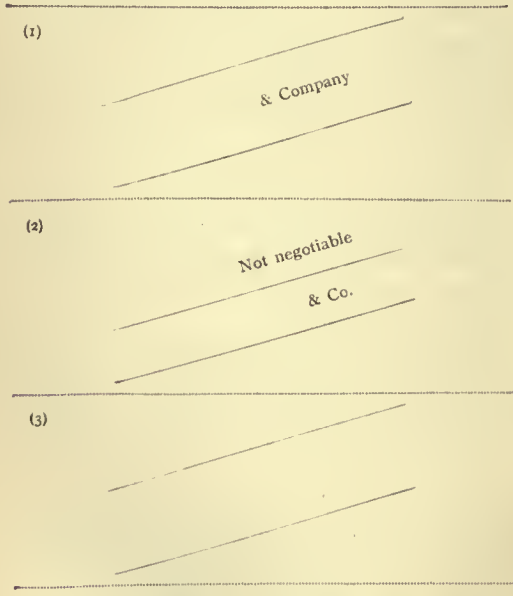 (1)
& Company
(2)
Not negotiable
& Co.
(3)